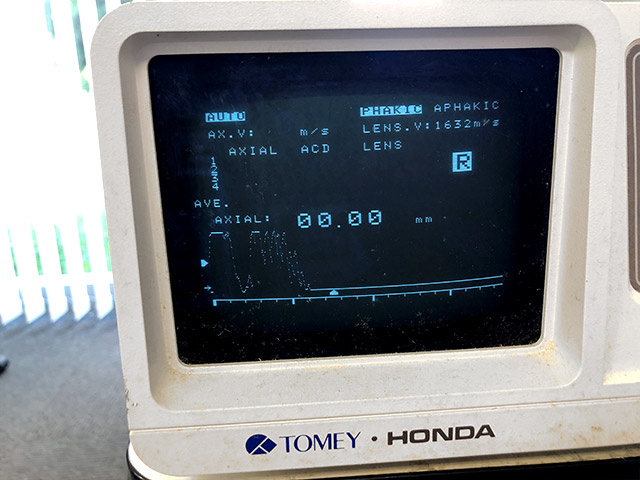 AUTO PHAKIC APHAKIC
AX.V: m/s LENS.V:1632m/s
AXIAL ACD LENS
1
2
3
4
R
AVE.
AXIAL: 00.00 mm
TOMEY · HONDA